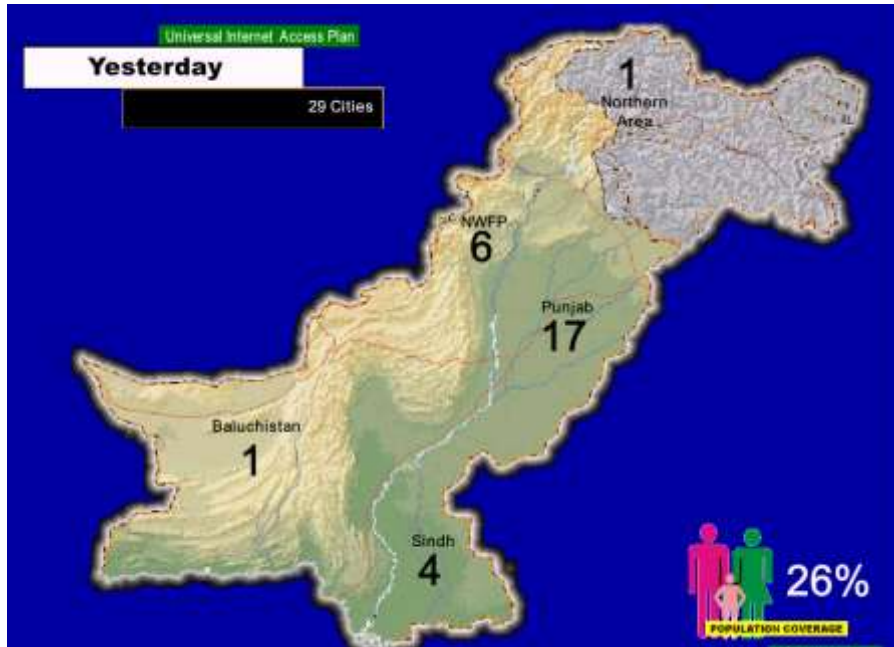 Universal Internet Access Plan
Yesterday
29 Cities
1
Northern
Area
NWFP
6
Punjab
17
Baluchistan
1
Sindh
4
26%
POPULATION COVERAGE